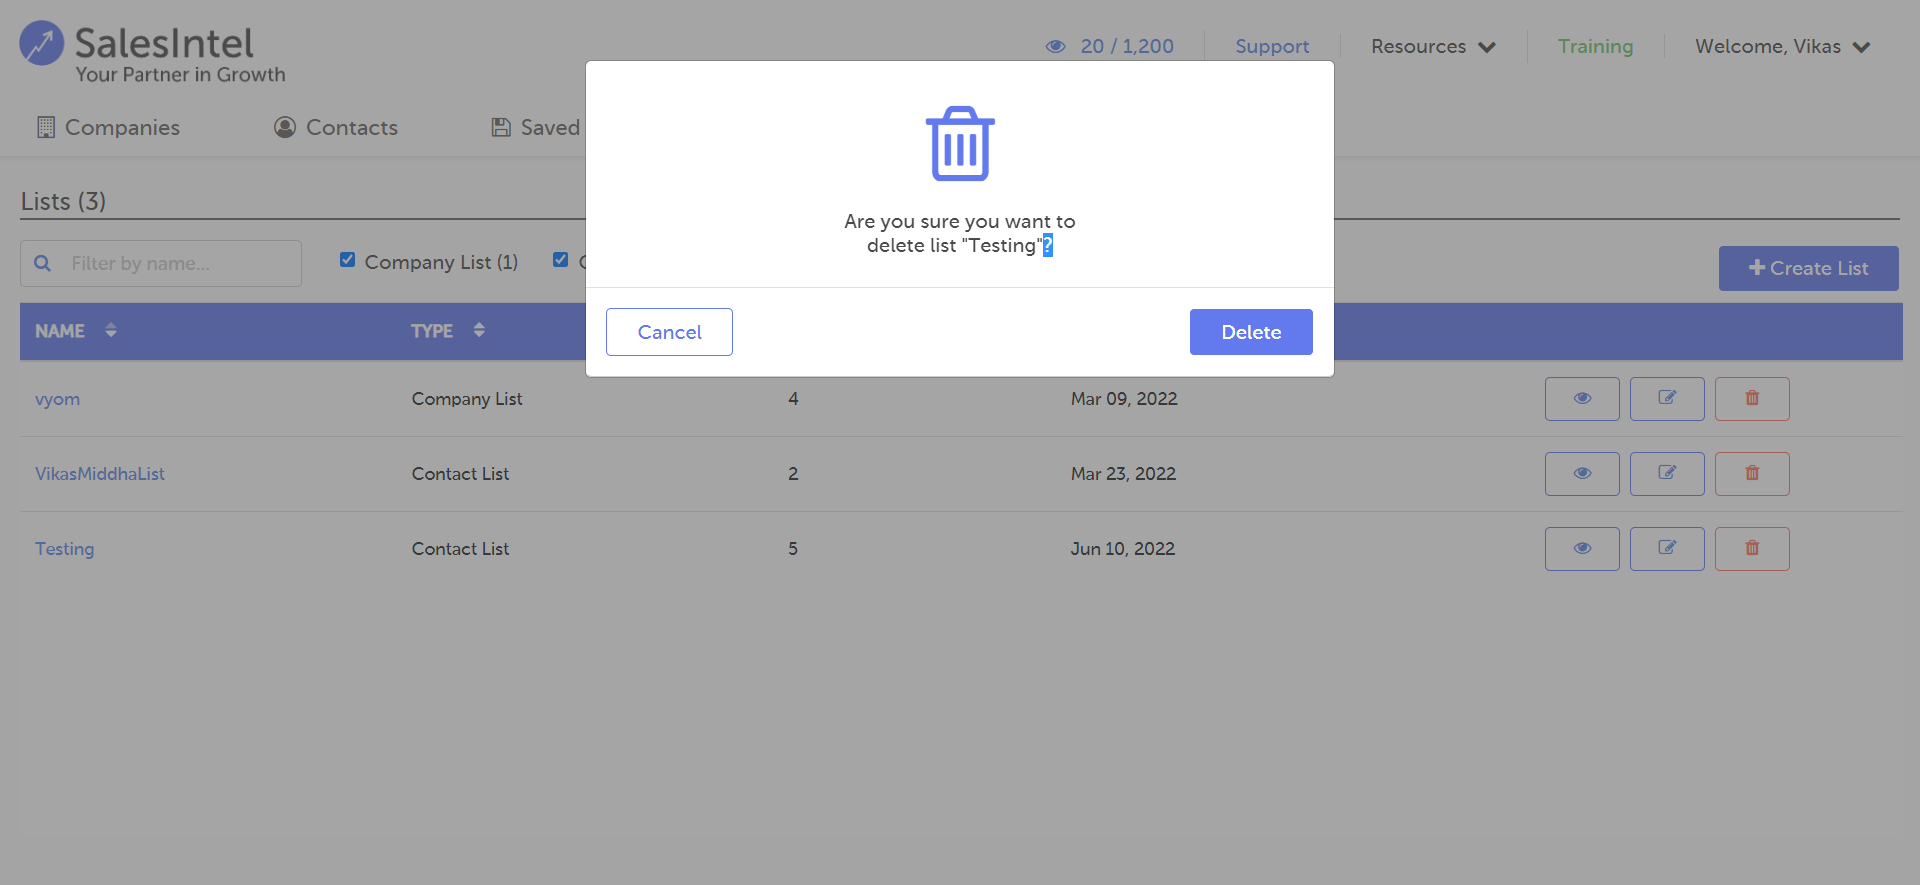 SalesIntel
Your Partner in Growth
20 / 1,200
Support
Resources
Training
Welcome, Vikas
Companies
Contacts
Saved
Are you sure you want to
delete list "Testing"?
Cancel
Delete
Lists (3)
Filter by name...
Company List (1)
Create List
NAME TYPE
vyom Company List 4 Mar 09, 2022
VikasMiddhaList Contact List 2 Mar 23, 2022
Testing Contact List 5 Jun 10, 2022